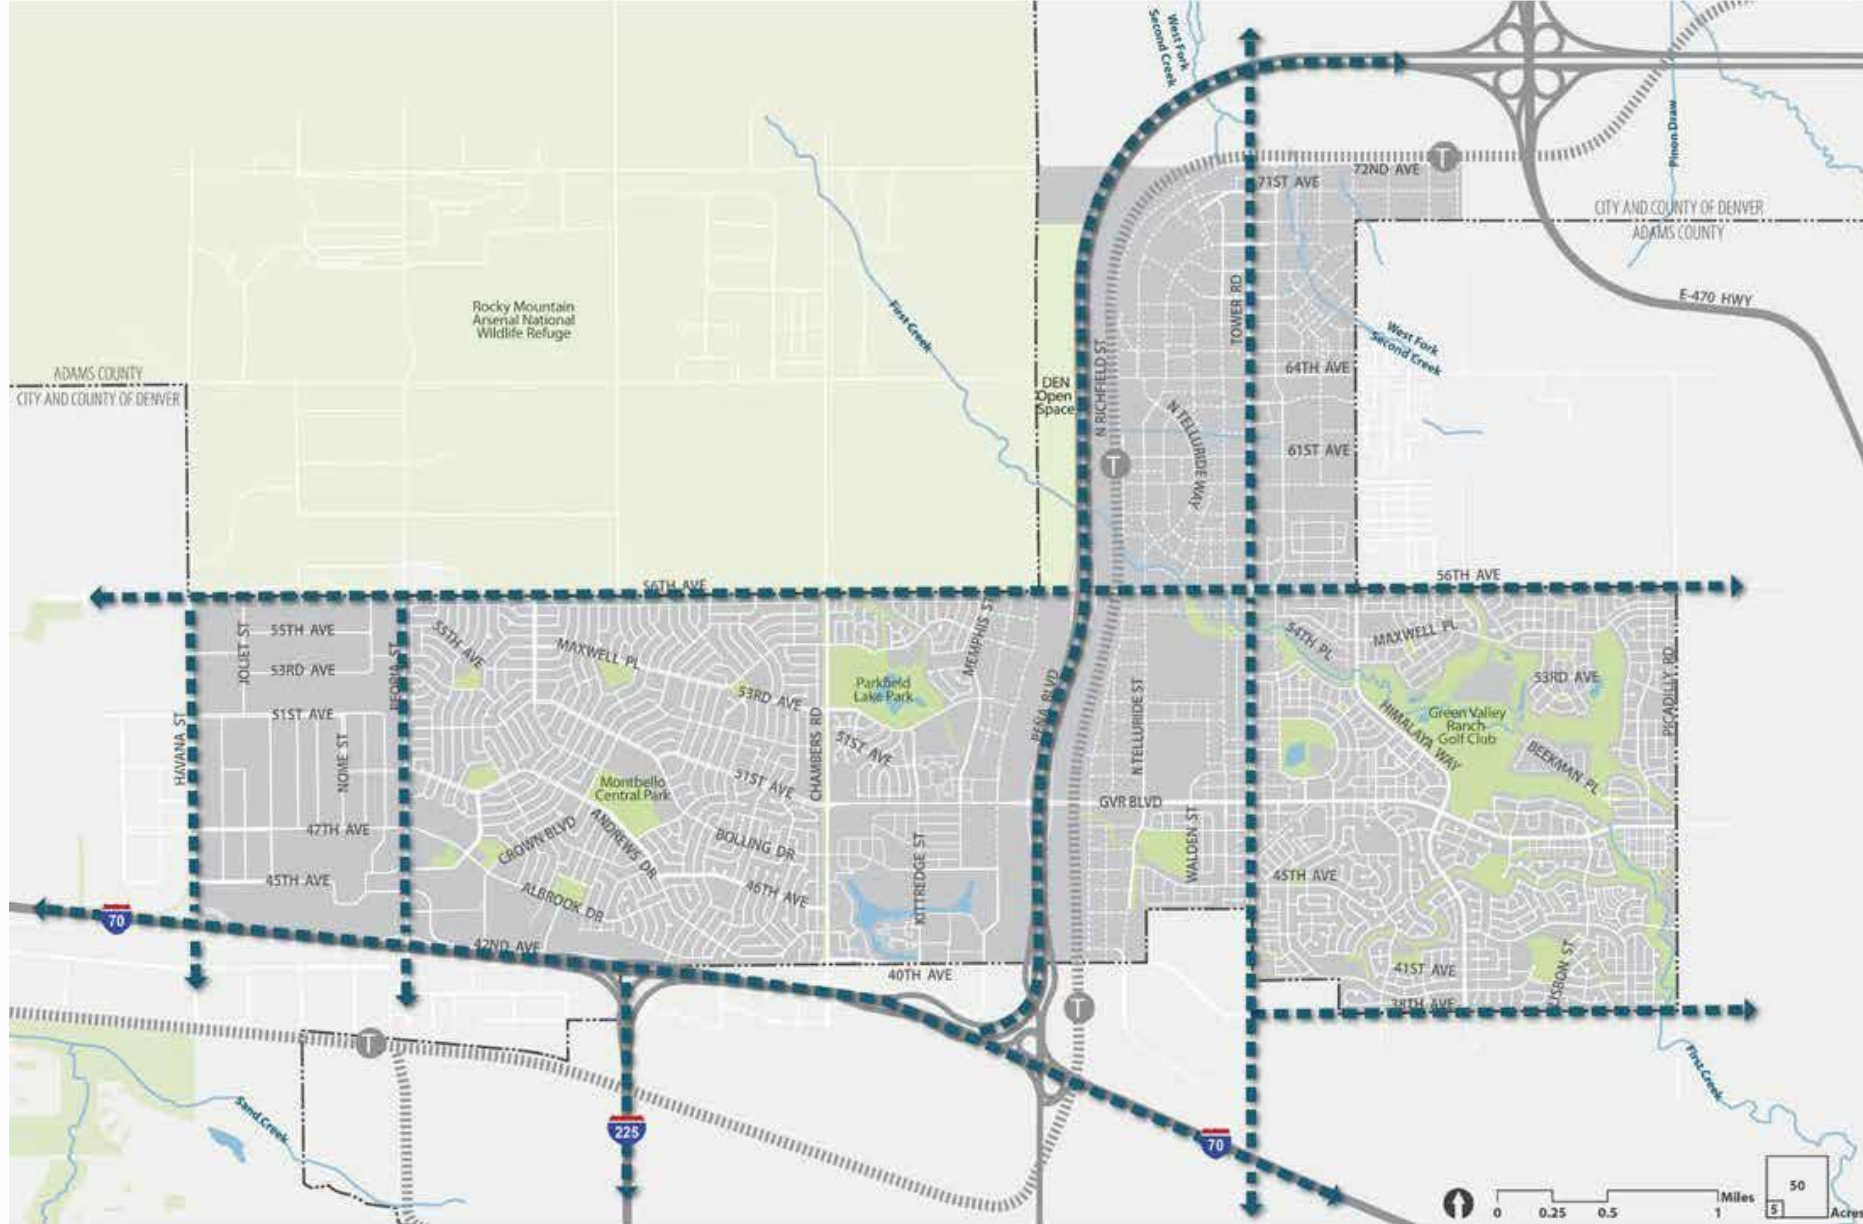 West Fork
Second Creek
Pinon Draw
T
72ND AVE
71ST AVE
CITY AND COUNTY OF DENVER
ADAMS COUNTY
E-470 HWY
Rocky Mountain
Arsenal National
Wildlife Refuge
First Creek
TOWER RD
West Fork
Second Creek
N RICHFIELD ST
64TH AVE
ADAMS COUNTY
CITY AND COUNTY OF DENVER
DEN
Open
Space
N TELLURIDE WAY
61ST AVE
T
56TH AVE
56TH AVE
55TH AVE
JOLIET ST
53RD AVE
PEORIA ST
55TH AVE
MAXWELL PL
53RD AVE
MEMPHIS ST
Parkfield
Lake Park
54TH PL
MAXWELL PL
53RD AVE
PICADILLY RD
51ST AVE
HAVANA ST
NOME ST
CHAMBERS RD
51ST AVE
51ST AVE
PENA BLVD
N TELLURIDE ST
HIMALAYA WAY
Green Valley
Ranch
Golf Club
BEEKMAN PL
Montbello
Central Park
GVR BLVD
47TH AVE
CROWN BLVD
ANDREWS DR
BOLLING DR
KITTREDGE ST
WALDEN ST
45TH AVE
ALBROOK DR
46TH AVE
45TH AVE
70
42ND AVE
40TH AVE
41ST AVE
LISBON ST
38TH AVE
T
T
Sand Creek
225
70
First Creek
50
5
Acres
Miles
0
0.25
0.5
1